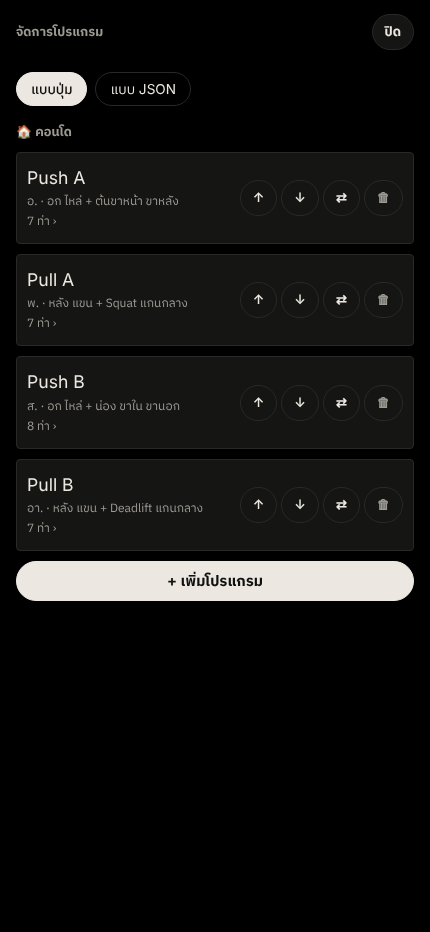 จัดการโปรแกรม
ปิด
แบบปุ่ม
แบบ JSON
🏠 คอนโด
Push A
อ. · อก ไหล่ + ต้นขาหน้า ขาหลัง
7 ท่า ›
↑ ↓ ⇄ 🗑
Pull A
พ. · หลัง แขน + Squat แกนกลาง
7 ท่า ›
↑ ↓ ⇄ 🗑
Push B
ส. · อก ไหล่ + น่อง ขาใน ขานอก
8 ท่า ›
↑ ↓ ⇄ 🗑
Pull B
อา. · หลัง แขน + Deadlift แกนกลาง
7 ท่า ›
↑ ↓ ⇄ 🗑
+ เพิ่มโปรแกรม